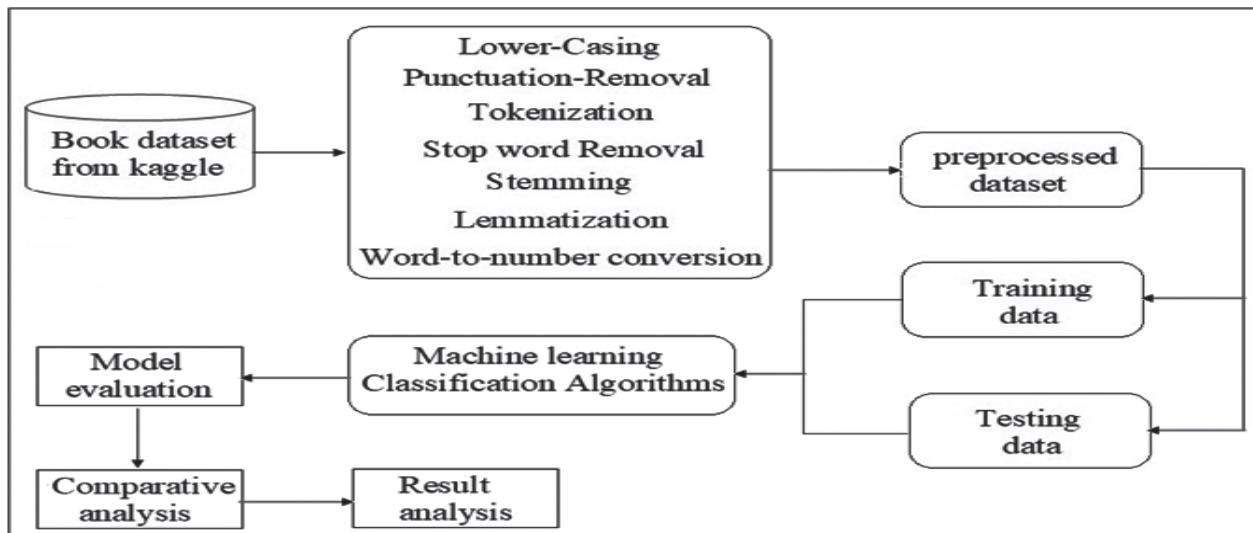 Book dataset
from kaggle
Lower-Casing
Punctuation-Removal
Tokenization
Stop word Removal
Stemming
Lemmatization
Word-to-number conversion
preprocessed
dataset
Training
data
Testing
data
Machine learning
Classification Algorithms
Model
evaluation
Comparative
analysis
Result
analysis